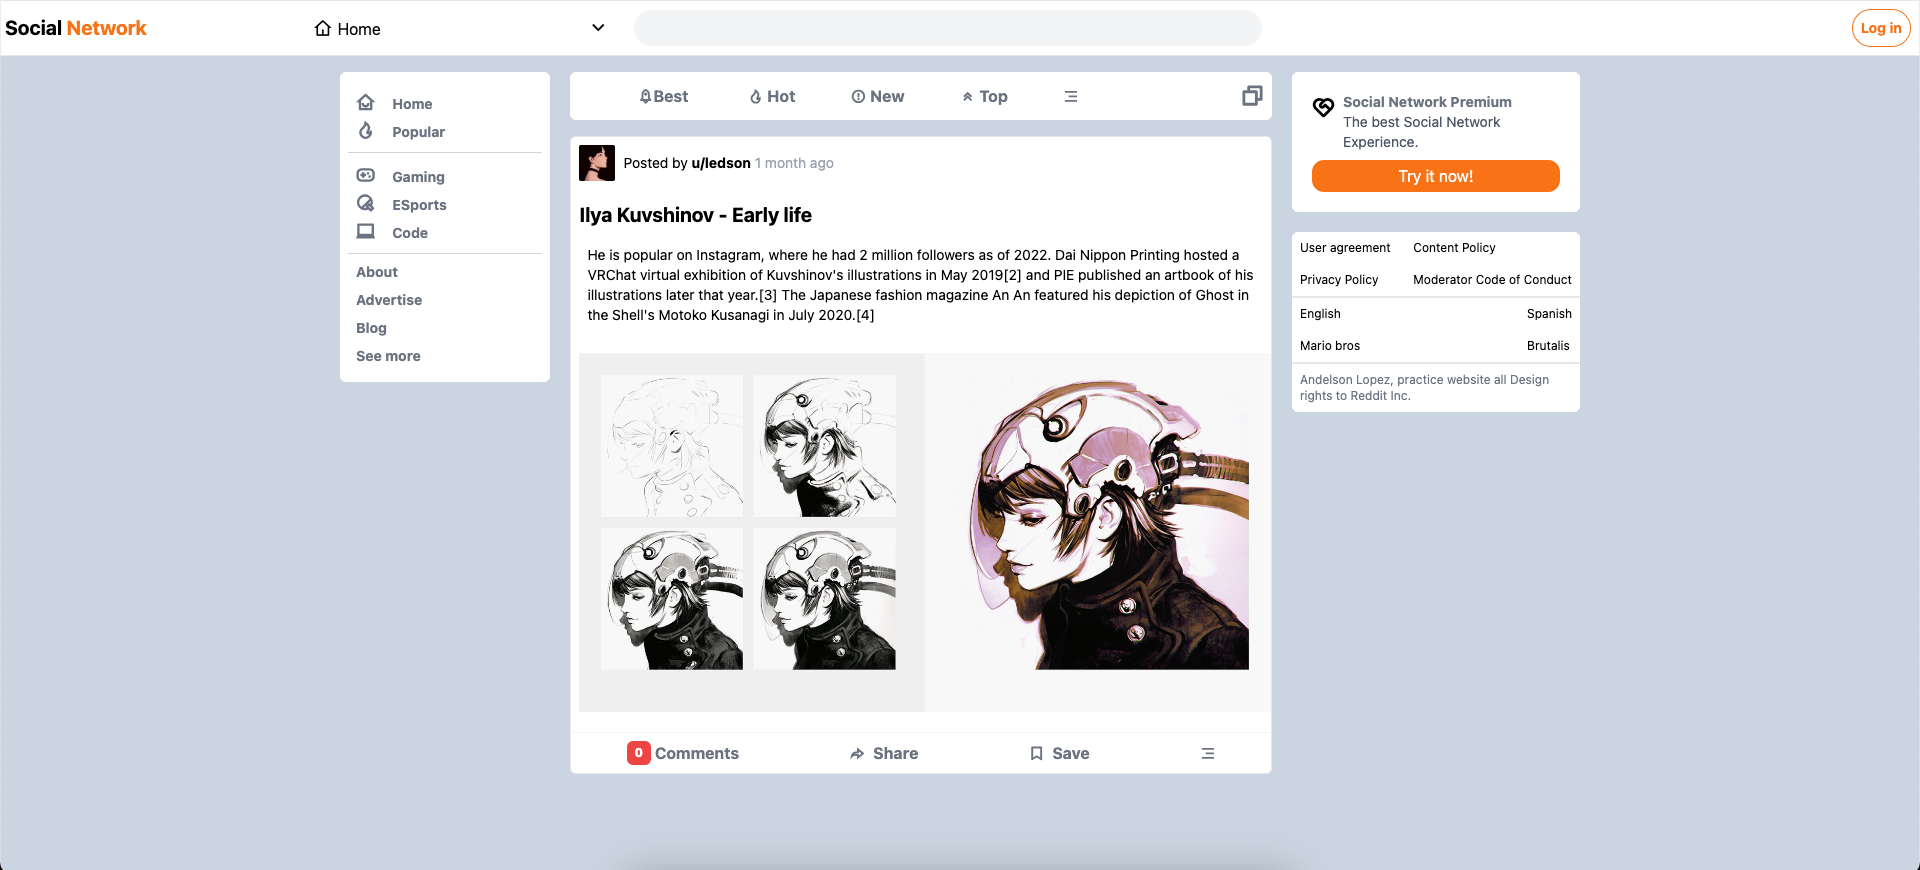 Social Network
Home
Log in
Home
Popular
Gaming
ESports
Code
About
Advertise
Blog
See more
Best
Hot
New
Top
Posted by u/ledson 1 month ago
Ilya Kuvshinov - Early life
He is popular on Instagram, where he had 2 million followers as of 2022. Dai Nippon Printing hosted a
VRChat virtual exhibition of Kuvshinov's illustrations in May 2019[2] and PIE published an artbook of his
illustrations later that year.[3] The Japanese fashion magazine An An featured his depiction of Ghost in
the Shell's Motoko Kusanagi in July 2020.[4]
0 Comments
Share
Save
Social Network Premium
The best Social Network
Experience.
Try it now!
User agreement
Content Policy
Privacy Policy
Moderator Code of Conduct
English
Spanish
Mario bros
Brutalis
Andelson Lopez, practice website all Design
rights to Reddit Inc.